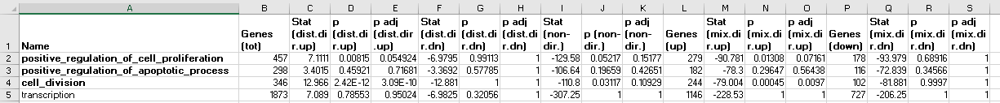 A B C D E F G H I J K L M N O P Q R S
1 Name Genes (tot) Stat (dist.dir.up) p (dist.dir.up) p adj (dist.dir.up) Stat (dist.dir.dn) p (dist.dir.dn) p adj (dist.dir.dn) Stat (non-dir.) p (non-dir.) p adj (non-dir.) Genes (up) Stat (mix.dir.up) p (mix.dir.up) p adj (mix.dir.up) Genes (down) Stat (mix.dir.dn) p (mix.dir.dn) p adj (mix.dir.dn)
2 positive_regulation_of_cell_proliferation 457 7.1111 0.00815 0.054924 -6.9795 0.99113 1 -129.58 0.05217 0.15177 279 -90.781 0.01308 0.07161 178 -93.979 0.68916 1
3 positive_regulation_of_apoptotic_process 298 3.4015 0.45921 0.71681 -3.3692 0.57785 1 -106.64 0.19659 0.42651 182 -78.3 0.29647 0.56438 116 -72.839 0.34566 1
4 cell_division 346 12.966 2.42E-12 3.09E-10 -12.881 1 1 -110.8 0.03117 0.10929 244 -79.004 0.00045 0.0097 102 -81.881 0.9997 1
5 transcription 1873 7.089 0.78553 0.95024 -6.9825 0.32056 1 -307.25 1 1 1146 -228.53 1 1 727 -206.25 1 1